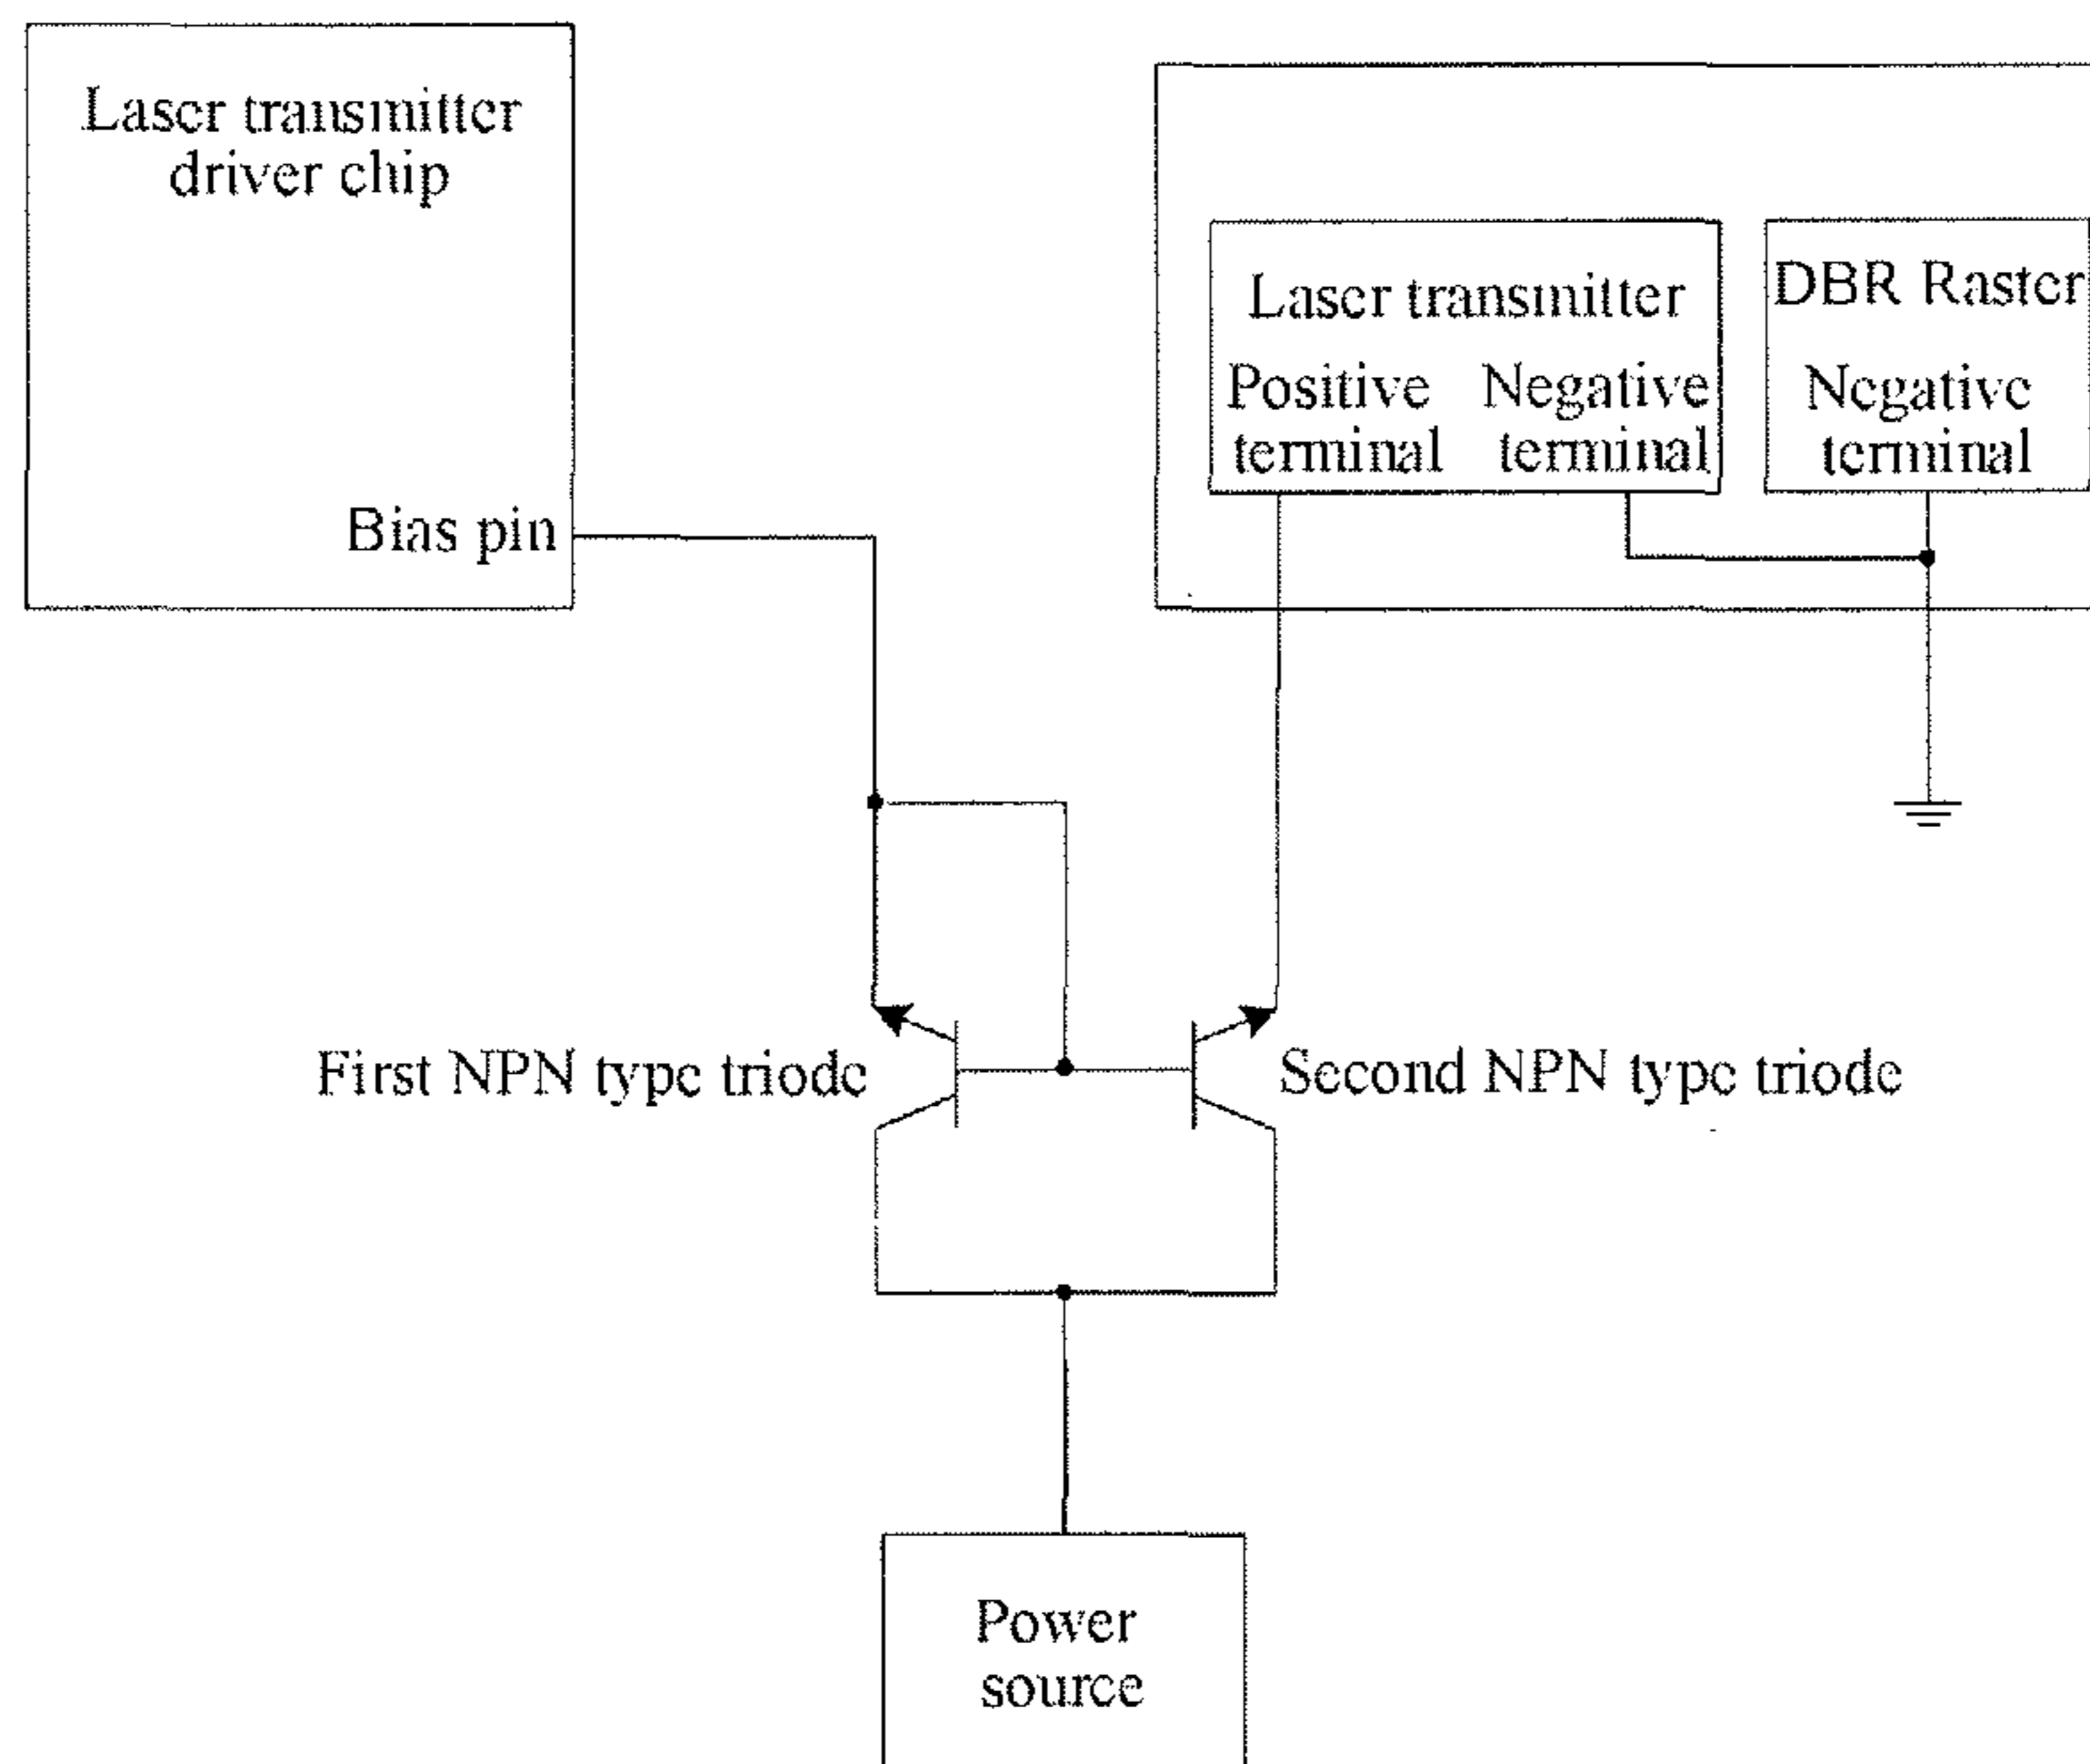 Laser transmitter
driver chip
Bias pin
Laser transmitter
Positive Negative
terminal terminal
DBR Raster
Negative
terminal
First NPN type triode
Second NPN type triode
Power
source